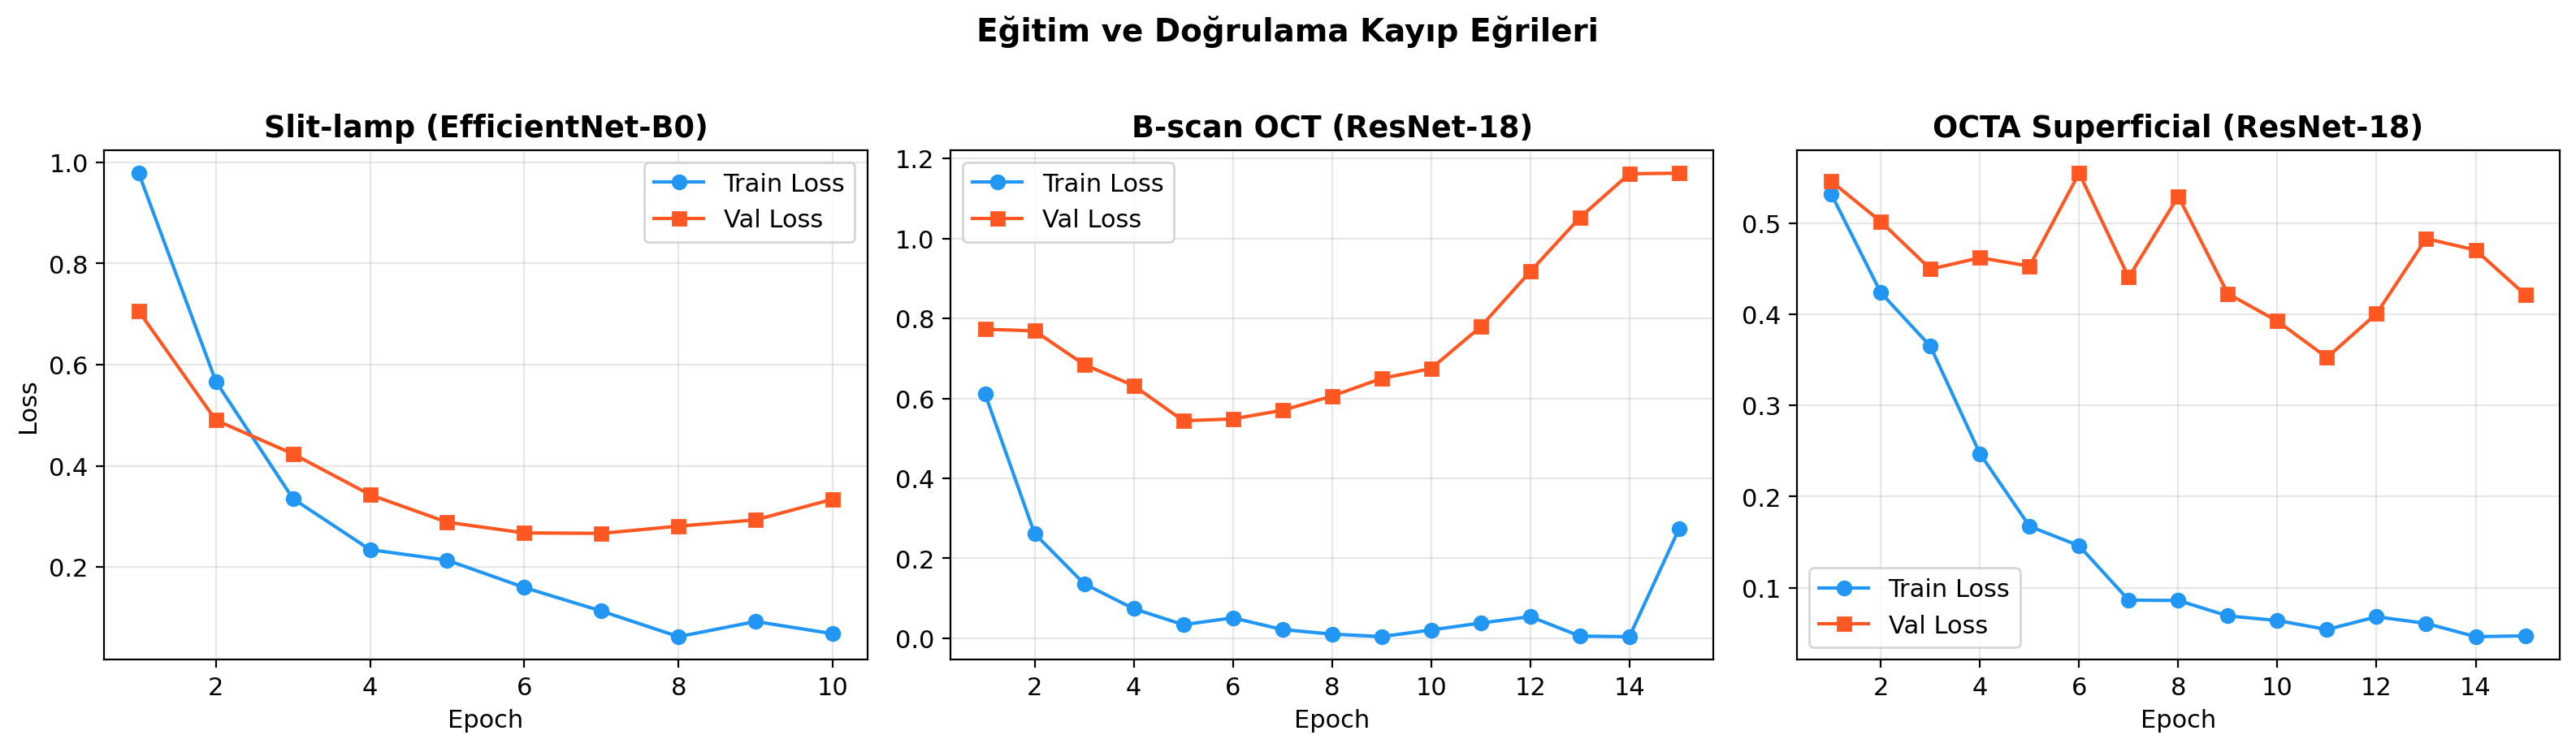 Eğitim ve Doğrulama Kayıp Eğrileri
Slit-lamp (EfficientNet-B0)
Loss
1.0
0.8
0.6
0.4
0.2
Train Loss
Val Loss
2 4 6 8 10
Epoch
B-scan OCT (ResNet-18)
1.2
1.0
0.8
0.6
0.4
0.2
0.0
Train Loss
Val Loss
2 4 6 8 10 12 14
Epoch
OCTA Superficial (ResNet-18)
0.5
0.4
0.3
0.2
0.1
Train Loss
Val Loss
2 4 6 8 10 12 14
Epoch